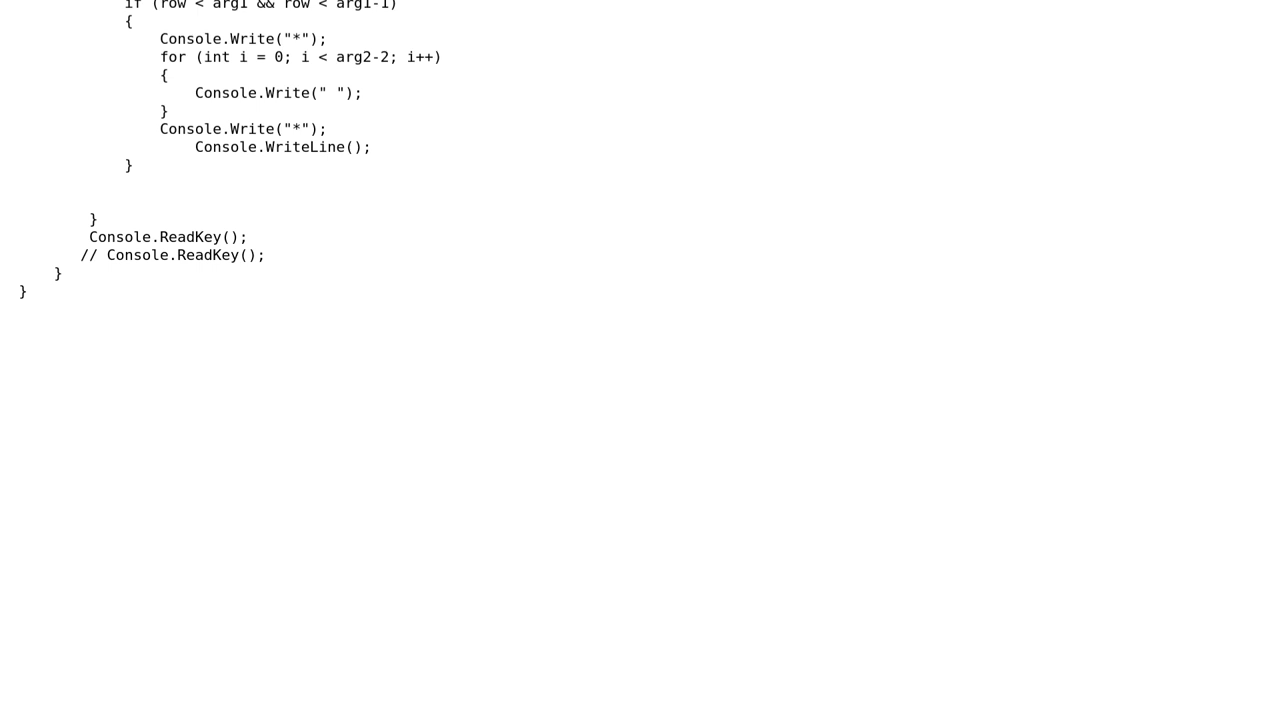 if (row < arg1 && row < arg1-1)
            {
                Console.Write("*");
                for (int i = 0; i < arg2-2; i++)
                {
                    Console.Write(" ");
                }
                Console.Write("*");
                    Console.WriteLine();
            }
        }
        Console.ReadKey();
       // Console.ReadKey();
    }
}